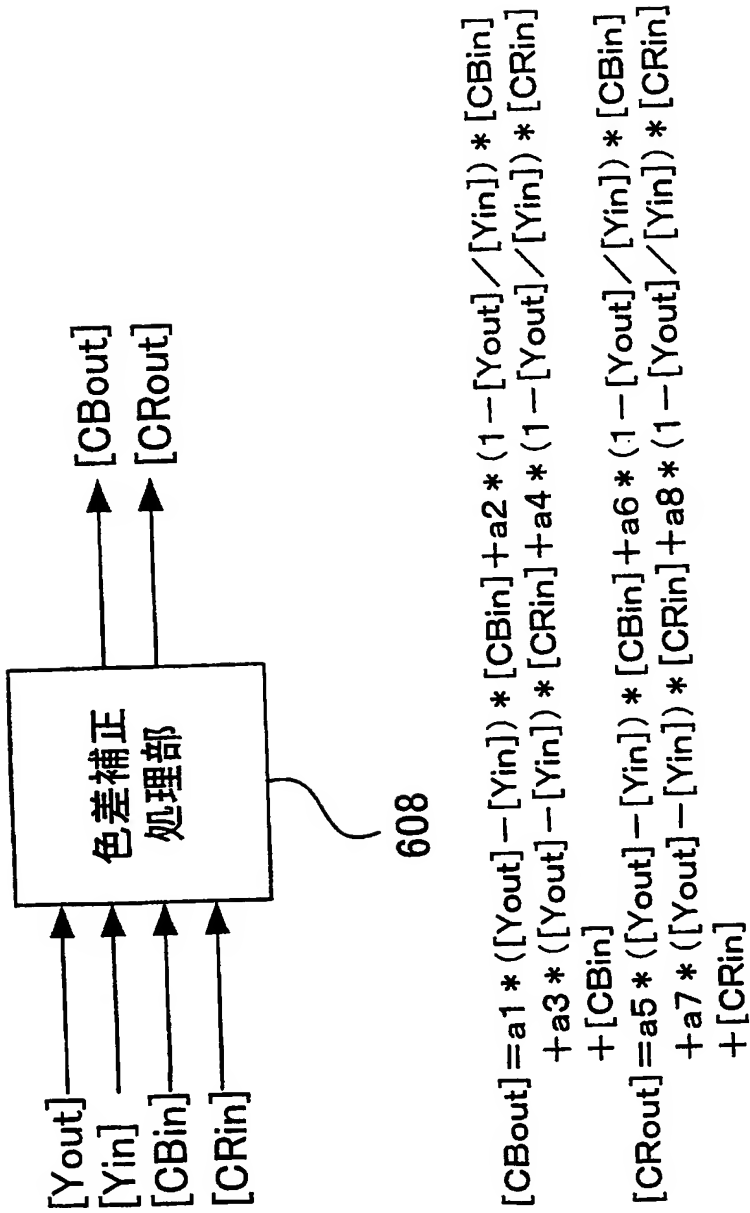 [Yout]
[Yin]
[CBin]
[CRin]
色差補正
処理部
608
[CBout]
[CRout]
[CBout]=a1*([Yout]−[Yin])*[CBin]+a2*(1−[Yout]/[Yin])*[CBin]
+a3*([Yout]−[Yin])*[CRin]+a4*(1−[Yout]/[Yin])*[CRin]
+[CBin]
[CRout]=a5*([Yout]−[Yin])*[CBin]+a6*(1−[Yout]/[Yin])*[CBin]
+a7*([Yout]−[Yin])*[CRin]+a8*(1−[Yout]/[Yin])*[CRin]
+[CRin]